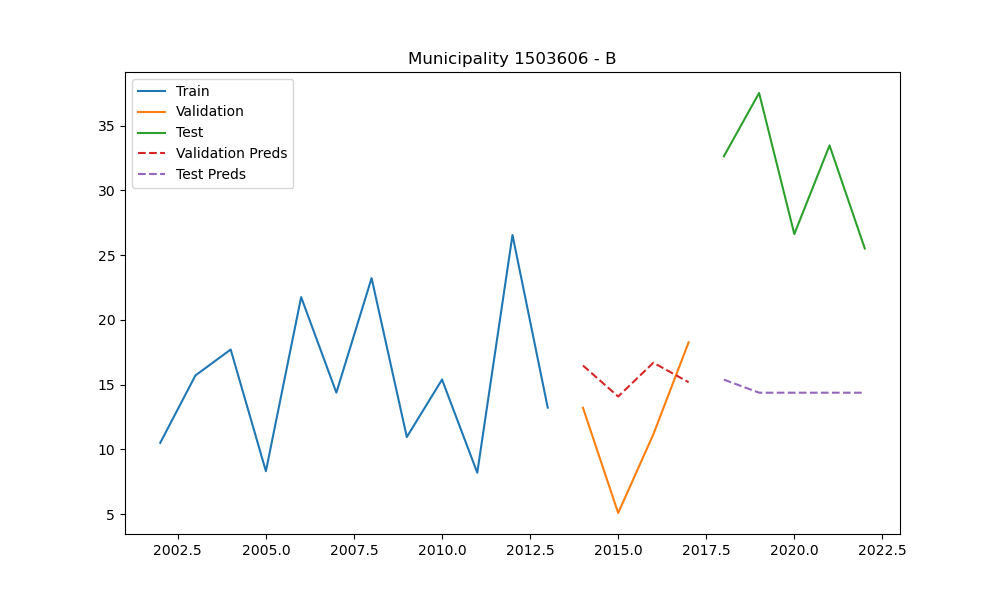 Municipality 1503606 - B
Train
Validation
Test
Validation Preds
Test Preds
35
30
25
20
15
10
5
2002.5 2005.0 2007.5 2010.0 2012.5 2015.0 2017.5 2020.0 2022.5